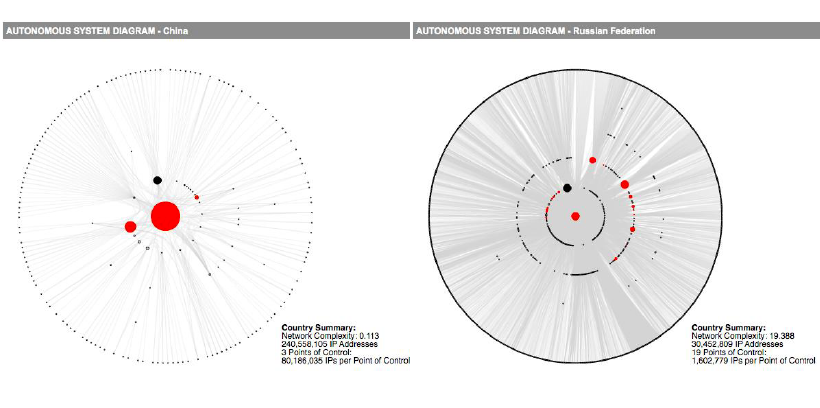 AUTONOMOUS SYSTEM DIAGRAM - China
Country Summary:
Network Complexity: 0.113
240,558,105 IP Addresses
3 Points of Control:
80,186,035 IPs per Point of Control
AUTONOMOUS SYSTEM DIAGRAM - Russian Federation
Country Summary:
Network Complexity: 19.388
30,452,809 IP Addresses
19 Points of Control:
1,602,779 IPs per Point of Control